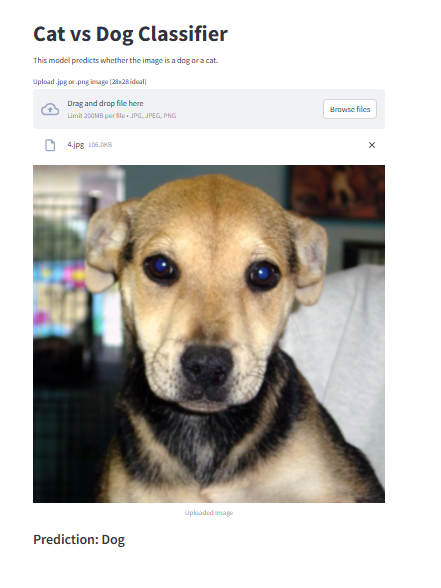 Cat vs Dog Classifier
This model predicts whether the image is a dog or a cat.
Upload .jpg or .png image (28x28 ideal)
Drag and drop file here
Limit 200MB per file • JPG, JPEG, PNG
Browse files
4.jpg 106.0KB
Uploaded Image
Prediction: Dog